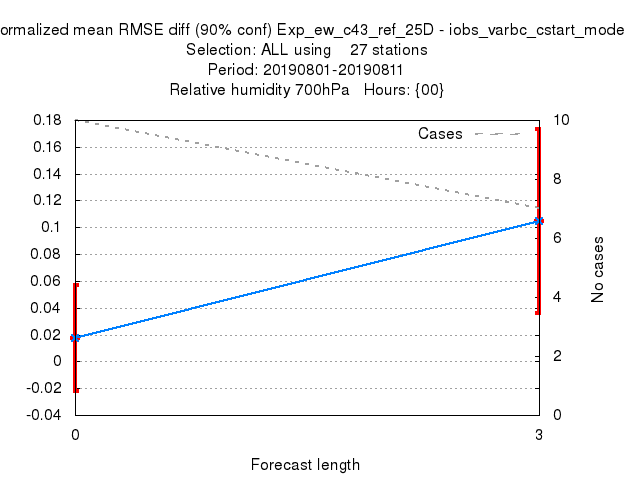 ormalized mean RMSE diff (90% conf) Exp_ew_c43_ref_25D - iobs_varbc_cstart_mode
Selection: ALL using 27 stations
Period: 20190801-20190811
Relative humidity 700hPa Hours: {00}
0.18
0.16
0.14
0.12
0.1
0.08
0.06
0.04
0.02
0
-0.02
-0.04
Cases
10
8
6
4
2
0
No cases
0
3
Forecast length